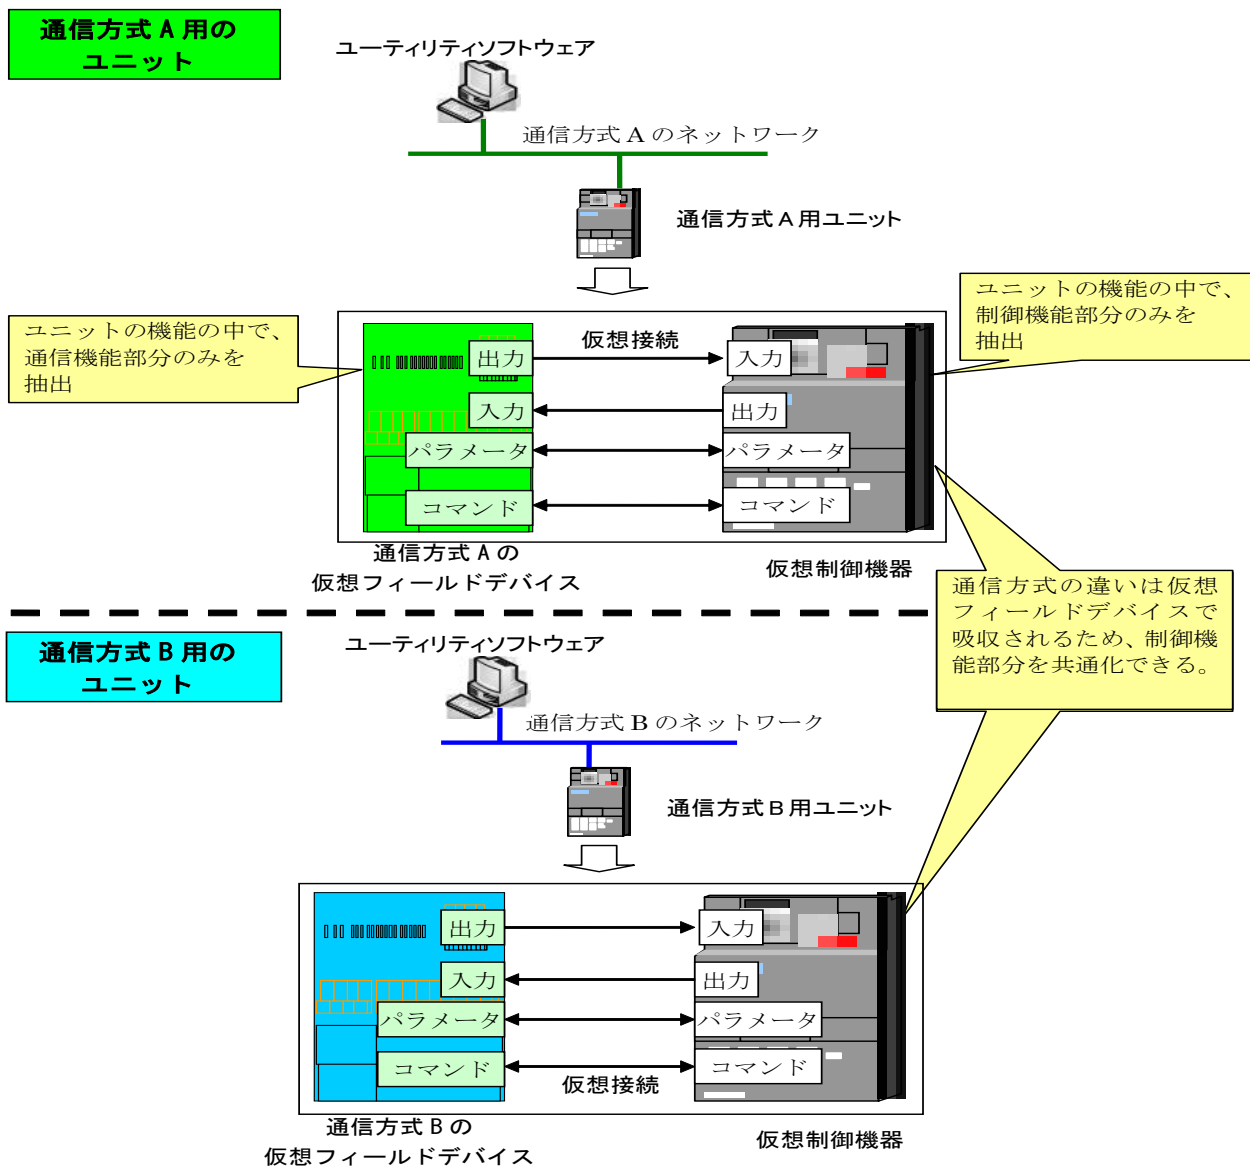 通信方式 A 用の
ユニット
ユーティリティソフトウェア
通信方式 A のネットワーク
通信方式A用ユニット
ユニットの機能の中で、
通信機能部分のみを
抽出
ユニットの機能の中で、
制御機能部分のみを
抽出
仮想接続
出力
入力
入力
出力
パラメータ
パラメータ
コマンド
コマンド
通信方式 A の
仮想フィールドデバイス
仮想制御機器
通信方式の違いは仮想
フィールドデバイスで
吸収されるため、制御機
能部分を共通化できる。
通信方式 B 用の
ユニット
ユーティリティソフトウェア
通信方式 B のネットワーク
通信方式B用ユニット
出力
入力
入力
出力
パラメータ
パラメータ
コマンド
コマンド
仮想接続
通信方式 B の
仮想フィールドデバイス
仮想制御機器